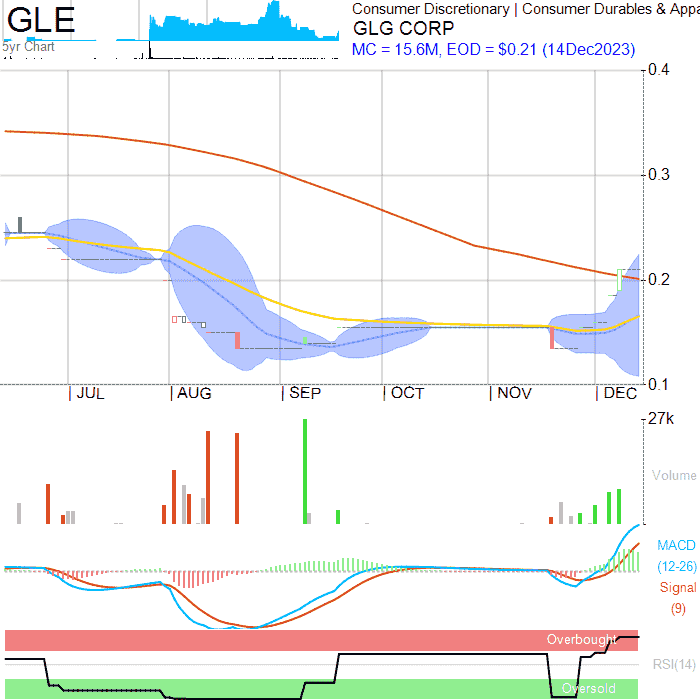 GLE
5yr Chart
Consumer Discretionary | Consumer Durables & Appa
GLG CORP
MC = 15.6M, EOD = $0.21 (14Dec2023)
0.4
0.3
0.2
0.1
JUL AUG SEP OCT NOV DEC
27k
Volume
MACD
(12-26)
Signal
(9)
Overbought
RSI(14)
Oversold